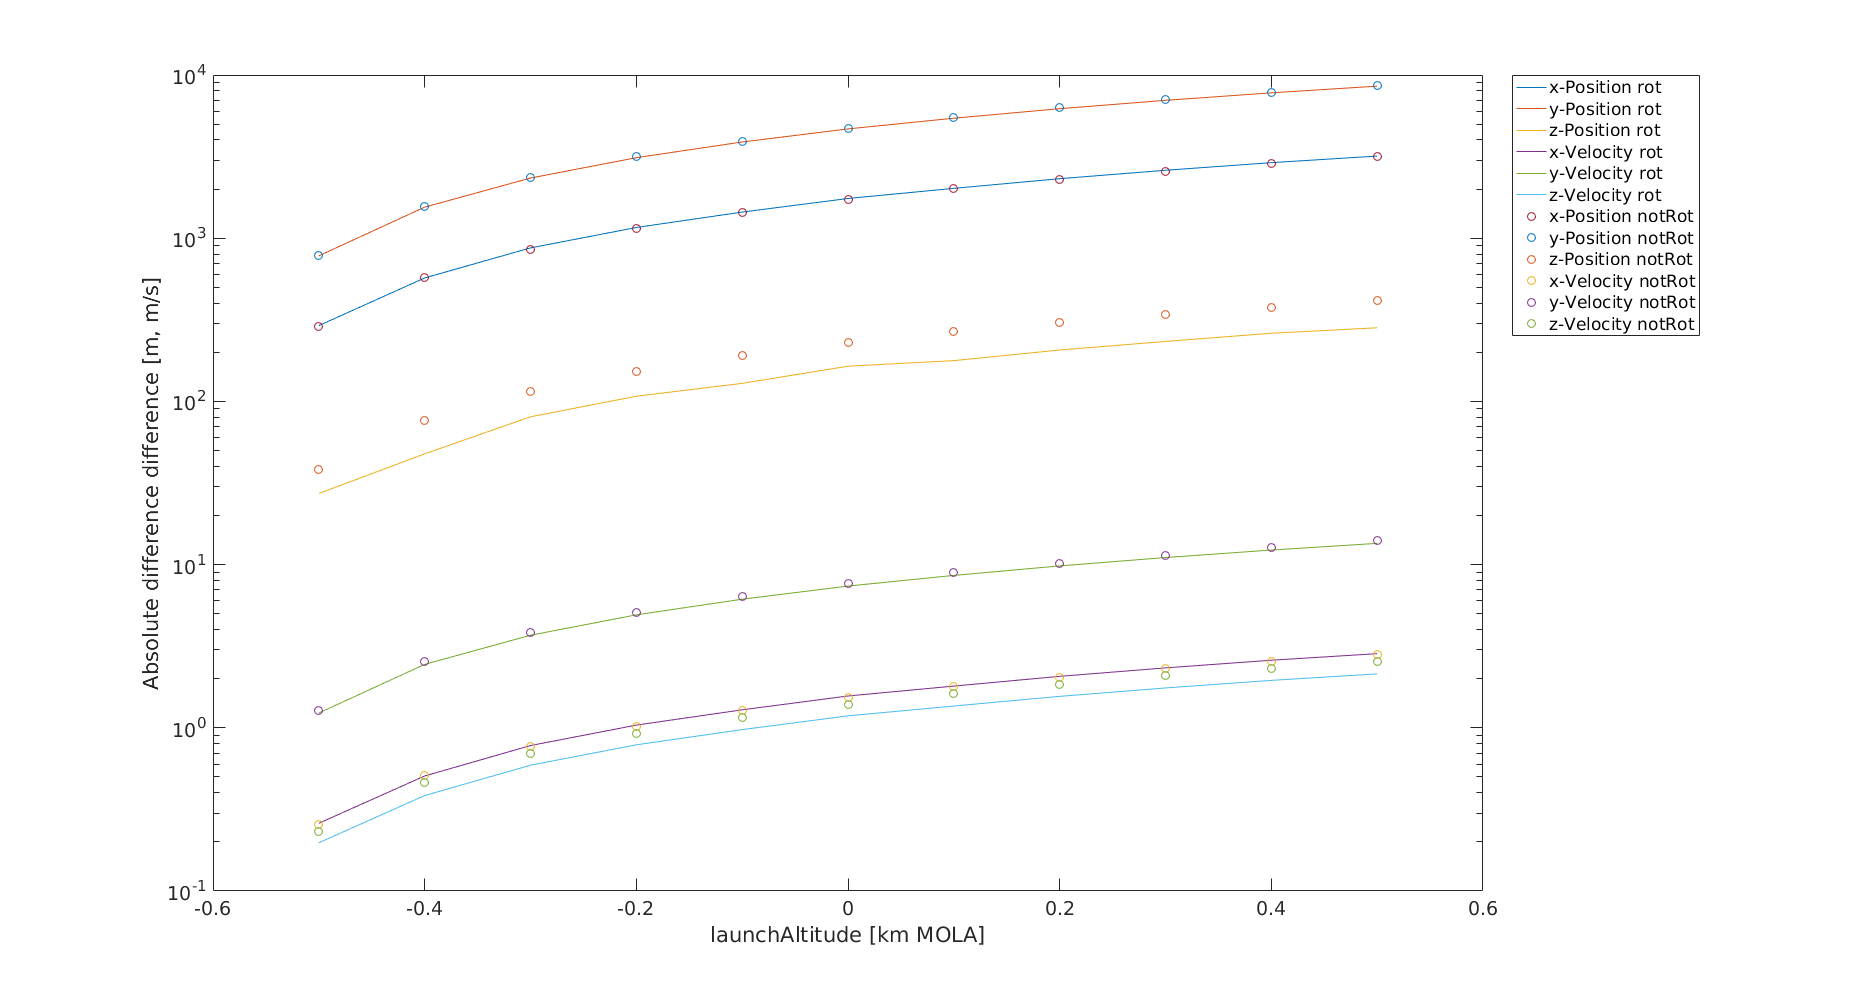 10^4
10^3
10^2
10^1
10^0
10^-1
-0.6 -0.4 -0.2 0 0.2 0.4 0.6
launchAltitude [km MOLA]
Absolute difference difference [m, m/s]
x-Position rot
y-Position rot
z-Position rot
x-Velocity rot
y-Velocity rot
z-Velocity rot
x-Position notRot
y-Position notRot
z-Position notRot
x-Velocity notRot
y-Velocity notRot
z-Velocity notRot